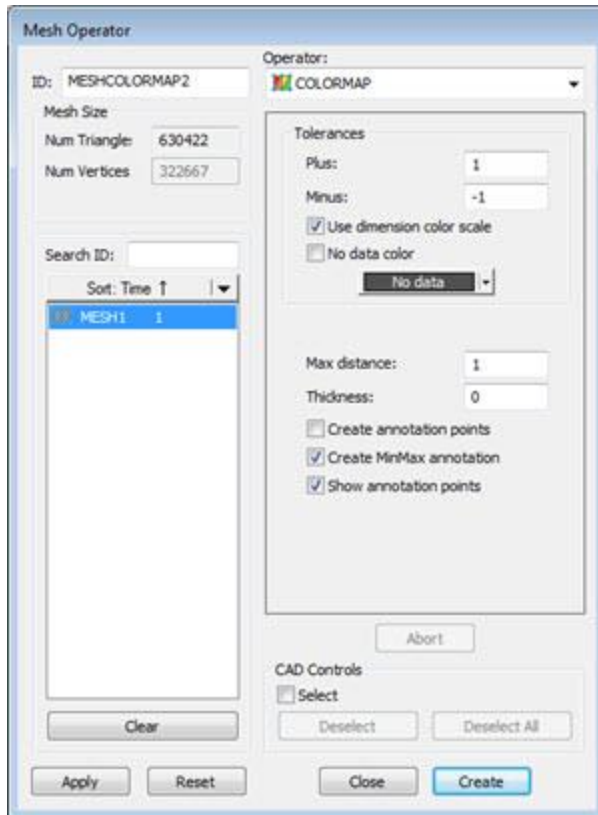 Mesh Operator
ID: MESHCOLORMAP2
Mesh Size
Num Triangle: 630422
Num Vertices 322667
Search ID:
Sort: Time ↑
MESH1 1
Clear
Apply Reset
Operator:
COLORMAP
Tolerances
Plus: 1
Minus: -1
Use dimension color scale
No data color
No data
Max distance: 1
Thickness: 0
Create annotation points
Create MinMax annotation
Show annotation points
Abort
CAD Controls
Select
Deselect Deselect All
Close Create